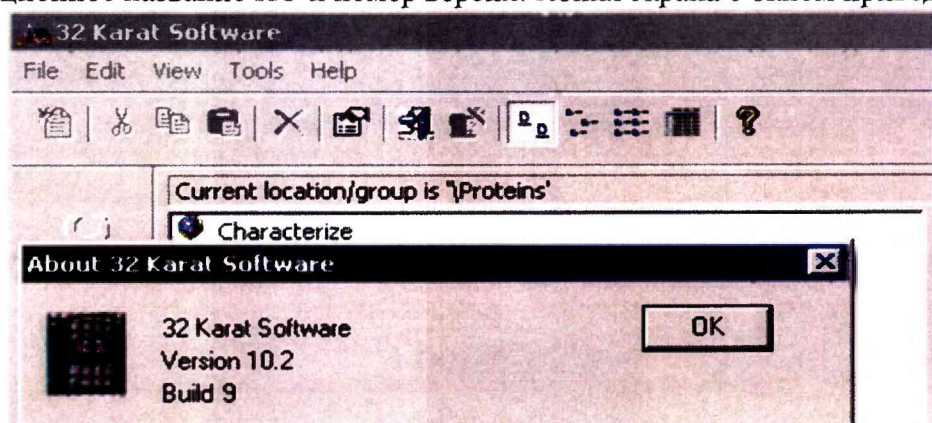 32 Karat Software
File Edit View Tools Help
Current location/group is '\Proteins'
Characterize
About 32 Karat Software
32 Karat Software
OK
Version 10.2
Build 9